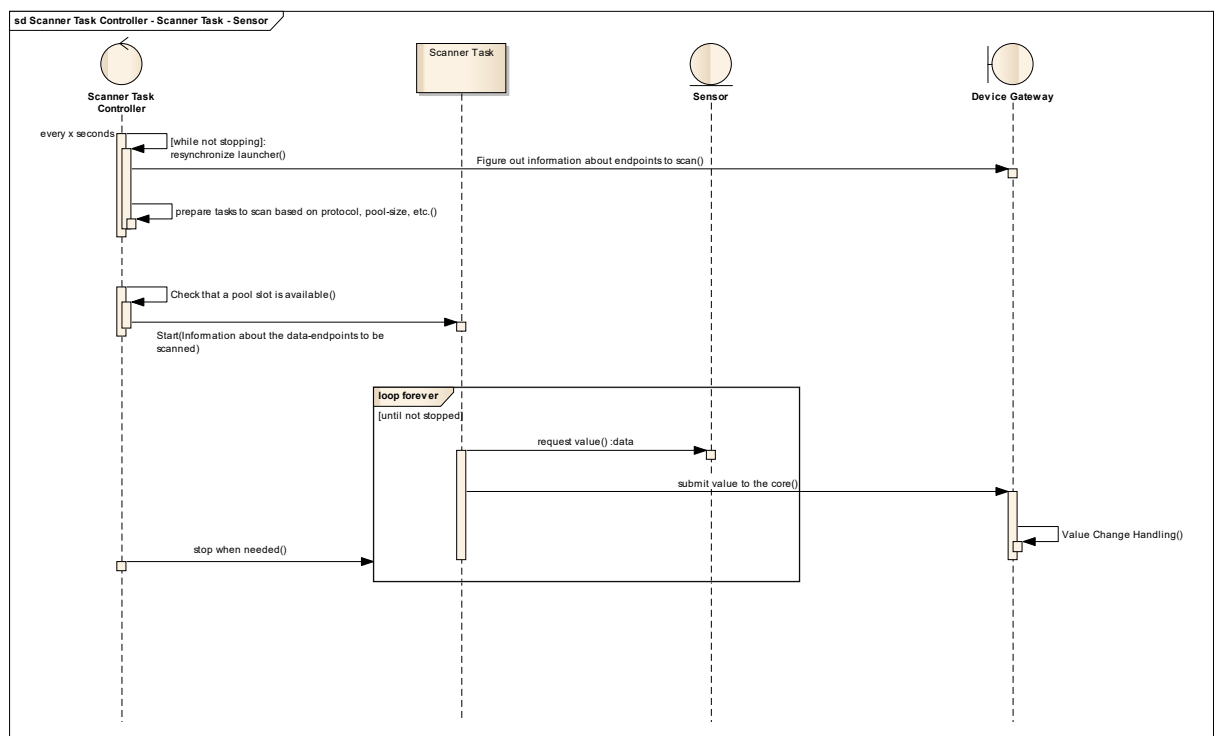 sd Scanner Task Controller - Scanner Task - Sensor
Scanner Task
Controller
Scanner Task
Sensor
Device Gateway
every x seconds
[while not stopping]:
resynchronize launcher()
Figure out information about endpoints to scan()
prepare tasks to scan based on protocol, pool-size, etc.()
Check that a pool slot is available()
Start(Information about the data-endpoints to be
scanned)
loop forever
[until not stopped]
request value() :data
submit value to the core()
Value Change Handling()
stop when needed()